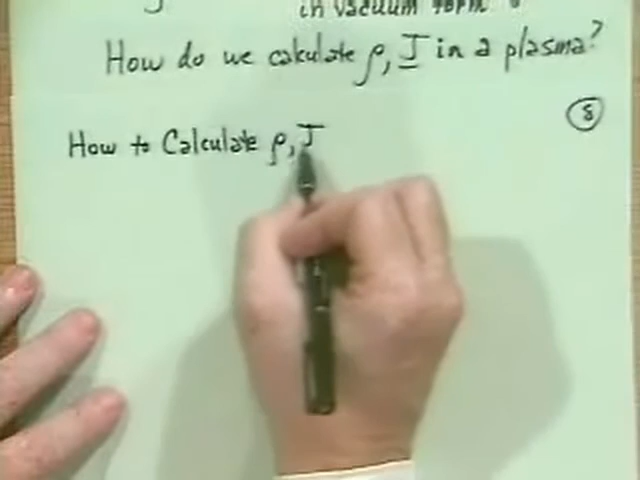 in vacuum form
How do we calculate ρ, J in a plasma?
8
How to Calculate ρ, J